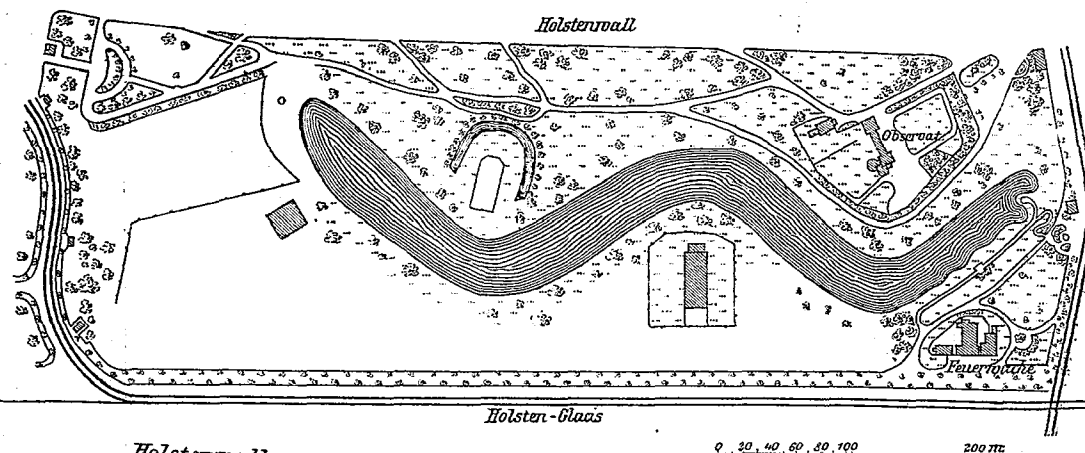 Holstenwall
Observat.
Feuerwache
Holsten-Glacis
Holstenwall
0 20 40 60 80 100 200 m